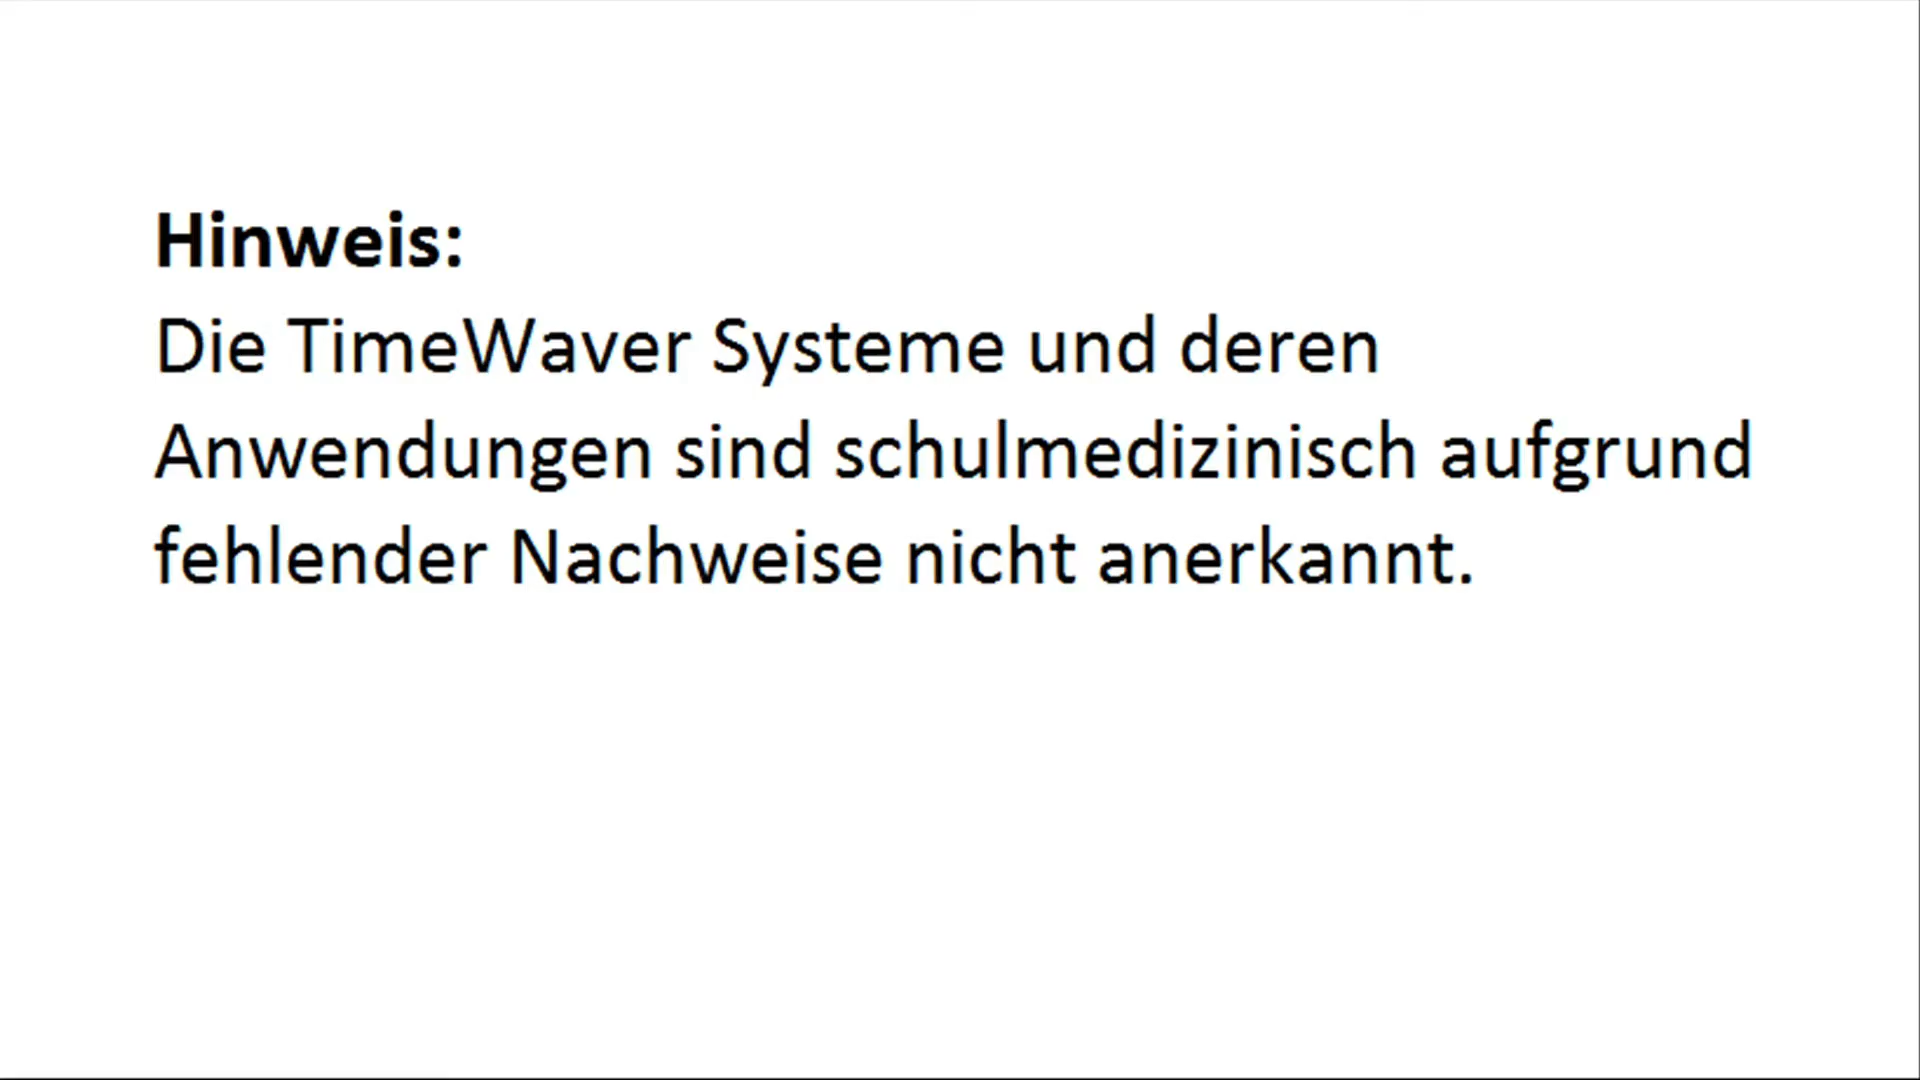 Hinweis:
Die TimeWaver Systeme und deren
Anwendungen sind schulmedizinisch aufgrund
fehlender Nachweise nicht anerkannt.